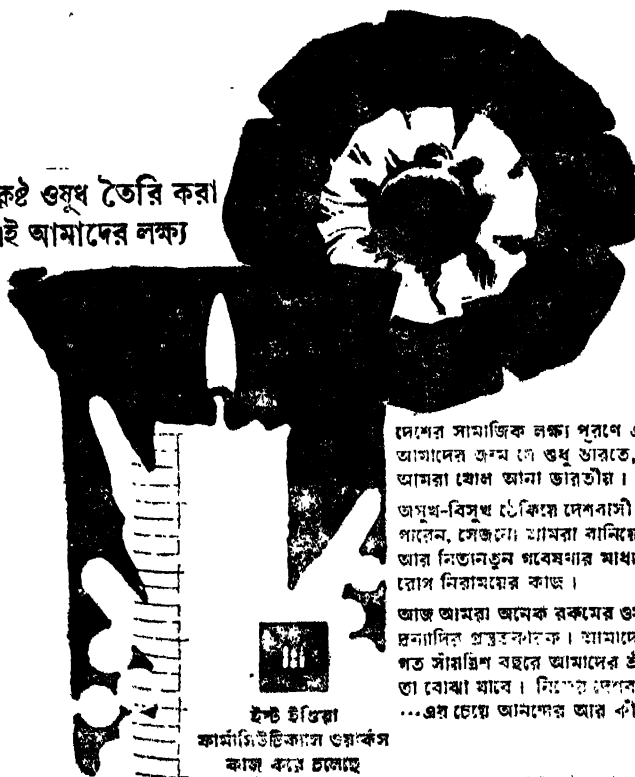 কৃষ্ট ওষুধ তৈরি করা
ই আমাদের লক্ষ্য
দেশের সামাজিক লক্ষ্য পূরণে
আমাদের জন্ম যে শুধু ভারতে,
আমরা ষোল আনা ভারতীয়।
অসুখ-বিসুখ ঠেকিয়ে দেশবাসী
পারেন, সেজন্যে আমরা বানিয়ে
আর নিত্যনতুন গবেষণার মাধ্য
রোগ নিরাময়ের কাজ।
আজ আমরা অনেক রকমের ওষ
দ্রব্যাদির প্রস্তুতকারক। আমাদে
গত সাঁয়ত্রিশ বছরে আমাদের শ্রী
তা বোঝা যাবে। নিজের দেশব
...এর চেয়ে আনন্দের আর কী
ইস্ট ইণ্ডিয়া
ফার্মাসিউটিক্যাল ওয়ার্কস
কাজ করে চলেছে